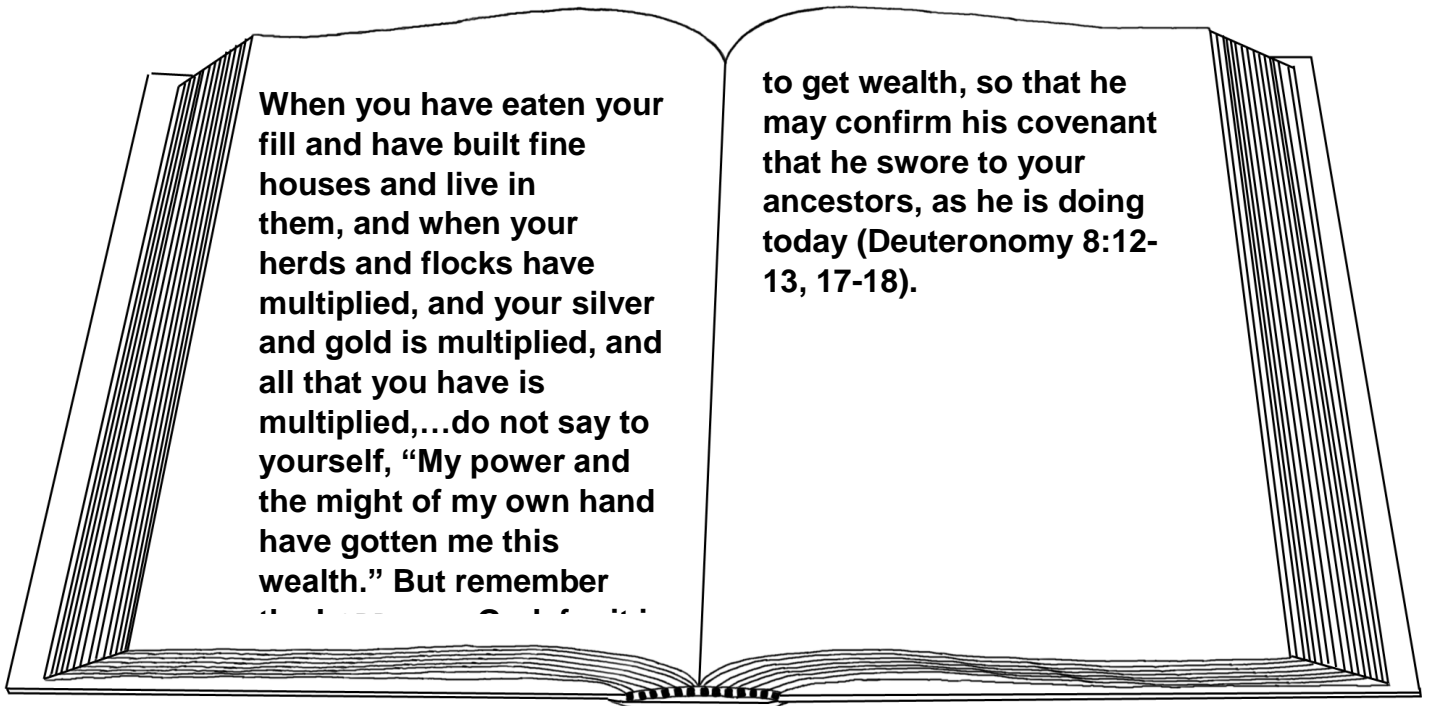 When you have eaten your
fill and have built fine
houses and live in
them, and when your
herds and flocks have
multiplied, and your silver
and gold is multiplied, and
all that you have is
multiplied,…do not say to
yourself, “My power and
the might of my own hand
have gotten me this
wealth.” But remember
to get wealth, so that he
may confirm his covenant
that he swore to your
ancestors, as he is doing
today (Deuteronomy 8:12-
13, 17-18).